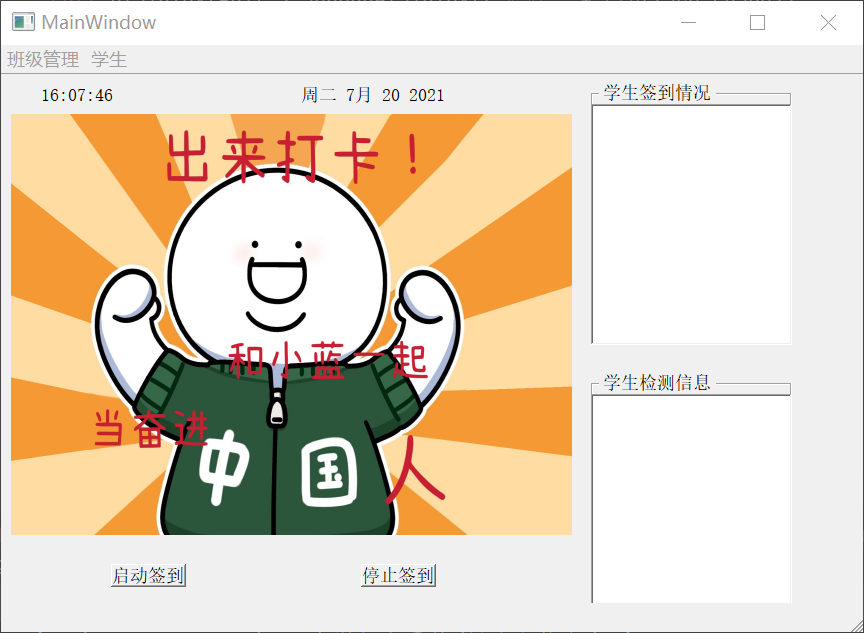 MainWindow
班级管理 学生
16:07:46
周二 7月 20 2021
出来打卡！
和小蓝一起
当奋进
中国人
启动签到
停止签到
学生签到情况
学生检测信息